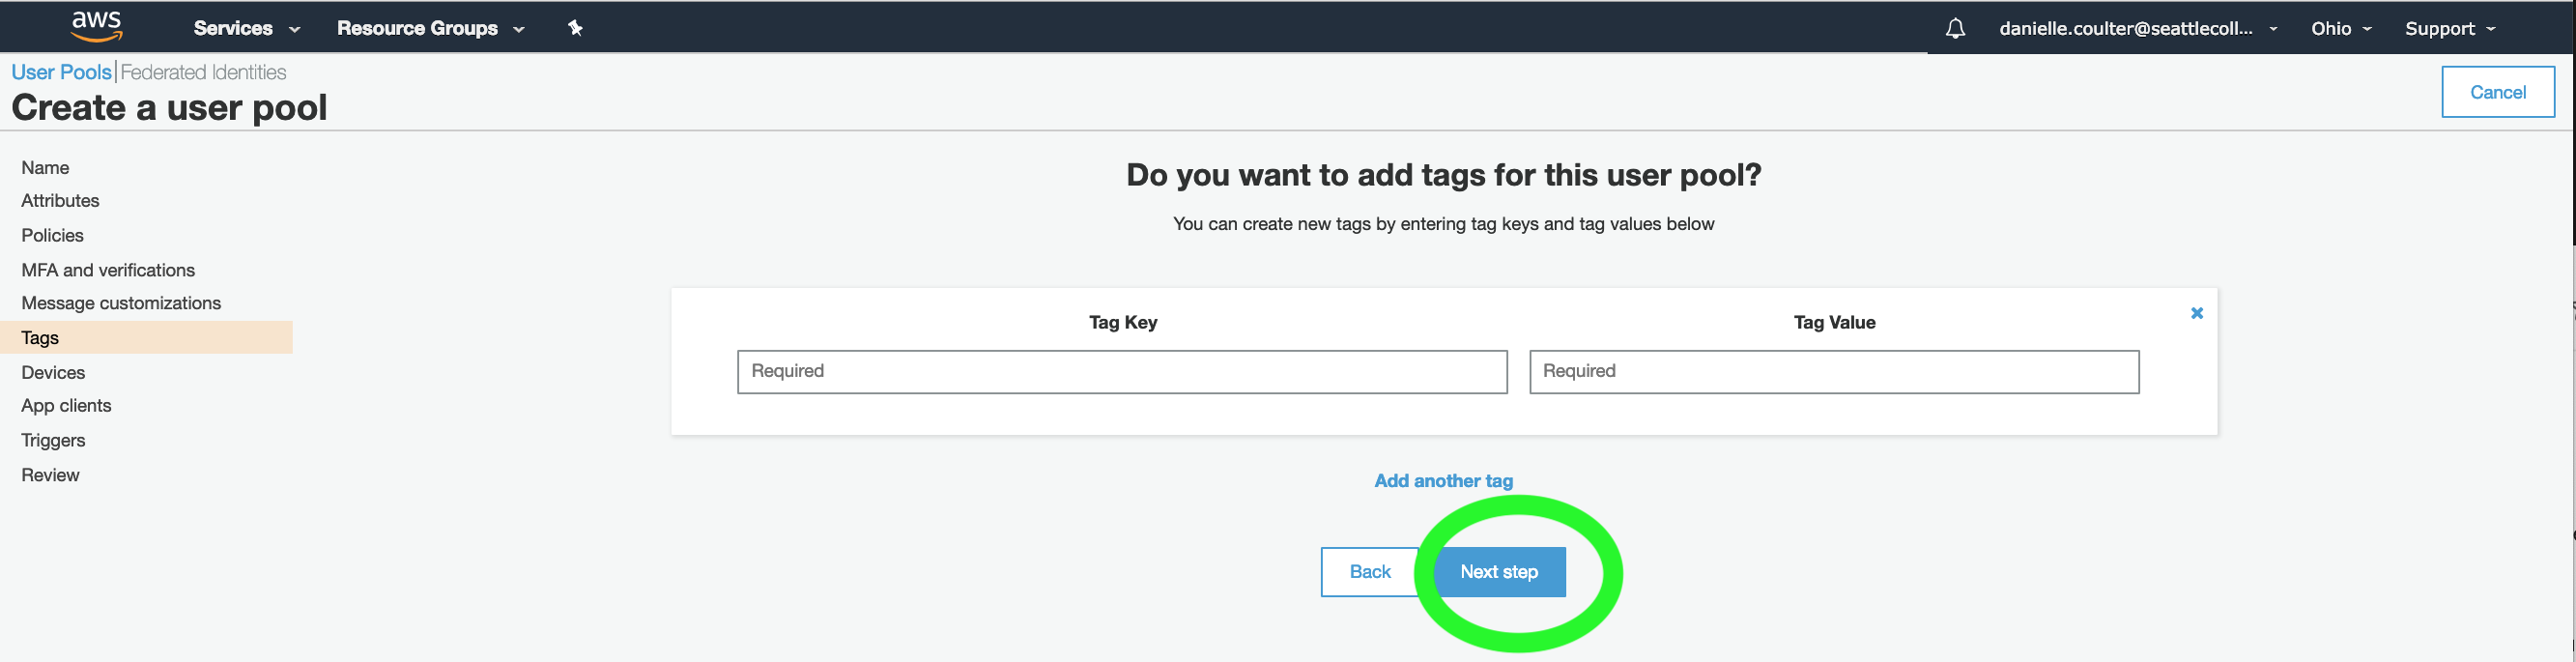 aws Services Resource Groups danielle.coulter@seattlecoll... Ohio Support
User Pools | Federated Identities
Create a user pool
Cancel
Name
Attributes
Policies
MFA and verifications
Message customizations
Tags
Devices
App clients
Triggers
Review
Do you want to add tags for this user pool?
You can create new tags by entering tag keys and tag values below
Tag Key Tag Value
Required Required
Add another tag
Back Next step